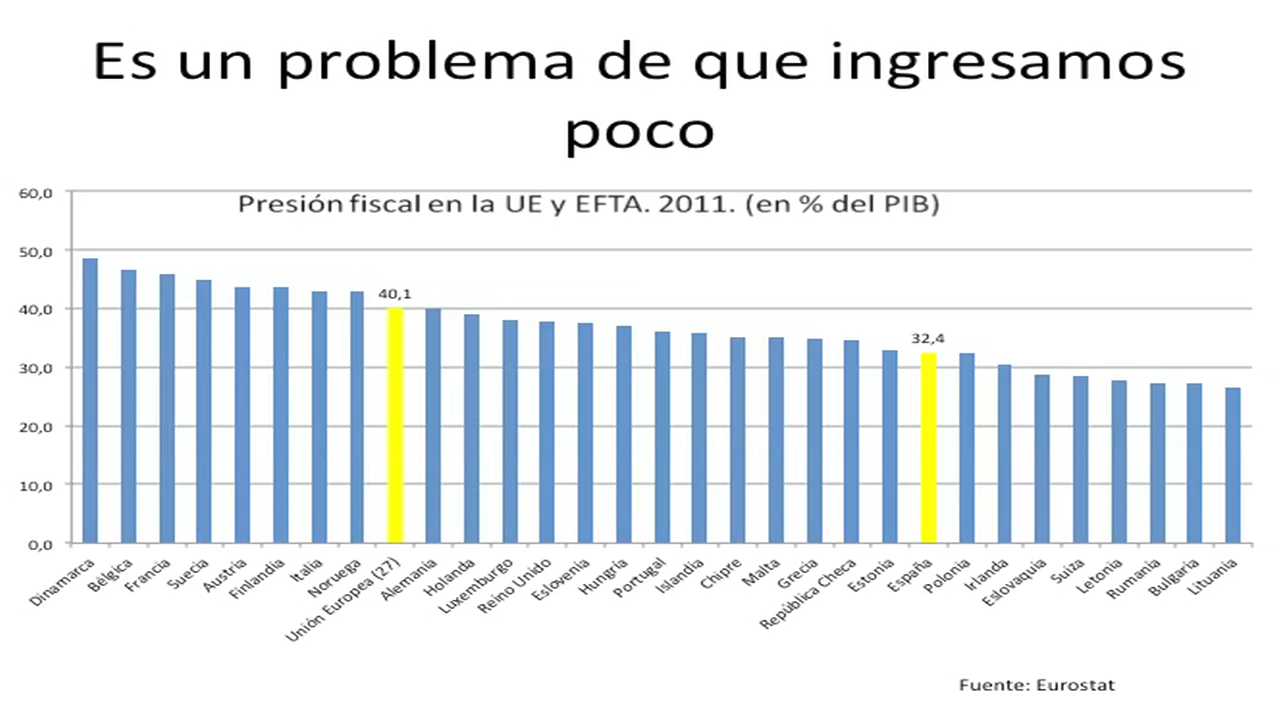 Es un problema de que ingresamos
poco
Presión fiscal en la UE y EFTA. 2011. (en % del PIB)
60,0
50,0
40,0
30,0
20,0
10,0
0,0
40,1
32,4
Dinamarca
Bélgica
Francia
Suecia
Austria
Finlandia
Italia
Noruega
Unión Europea (27)
Alemania
Holanda
Luxemburgo
Reino Unido
Eslovenia
Hungría
Portugal
Islandia
Chipre
Malta
Grecia
República Checa
Estonia
España
Polonia
Irlanda
Eslovaquia
Suiza
Letonia
Rumania
Bulgaria
Lituania
Fuente: Eurostat